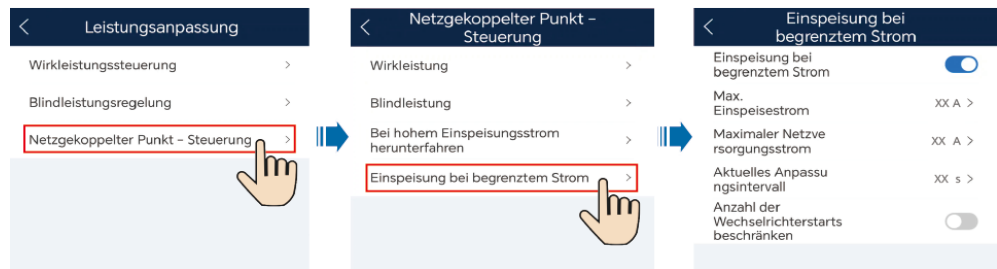 Leistungsanpassung
Wirkleistungssteuerung
Blindleistungsregelung
Netzgekoppelter Punkt – Steuerung
Netzgekoppelter Punkt –
Steuerung
Wirkleistung
Blindleistung
Bei hohem Einspeisungsstrom
herunterfahren
Einspeisung bei begrenztem Strom
Einspeisung bei
begrenztem Strom
Einspeisung bei
begrenztem Strom
Max.
Einspeisestrom
XX A >
Maximaler Netzve
rsorgungsstrom
XX A >
Aktuelles Anpassu
ngsintervall
XX s >
Anzahl der
Wechselrichterstarts
beschränken